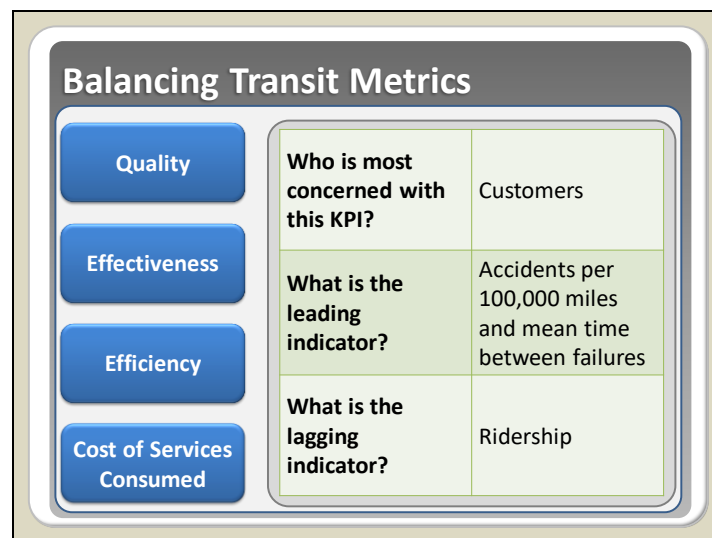 Balancing Transit Metrics
Quality
Effectiveness
Efficiency
Cost of Services
Consumed
Who is most
concerned with
this KPI?
Customers
What is the
leading
indicator?
Accidents per
100,000 miles
and mean time
between failures
What is the
lagging
indicator?
Ridership